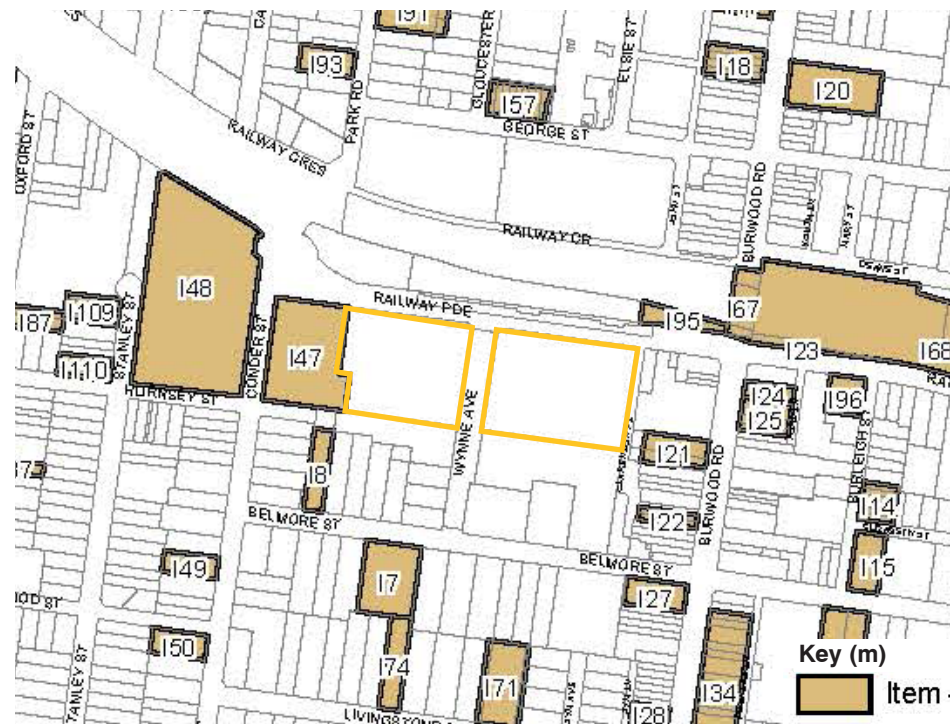 I91
I93
PARK RD
GLOUCESTER
ELSIE ST
I18
I20
I57
GEORGE ST
OXFORD ST
RAILWAY CRES
BURWOOD RD
MARY ST
RAILWAY CR
I48
RAILWAY PDE
I67
I95
I23
I68
I87
I109
I110
STANLEY ST
CONDER ST
I47
HORNSEY ST
WYNNE AVE
I24
I25
I96
I21
I8
I22
BURWOOD RD
BURLEIGH ST
I14
BELMORE ST
BELMORE ST
I15
I49
I7
I27
I50
I74
I71
I34
I28
Key (m)
Item